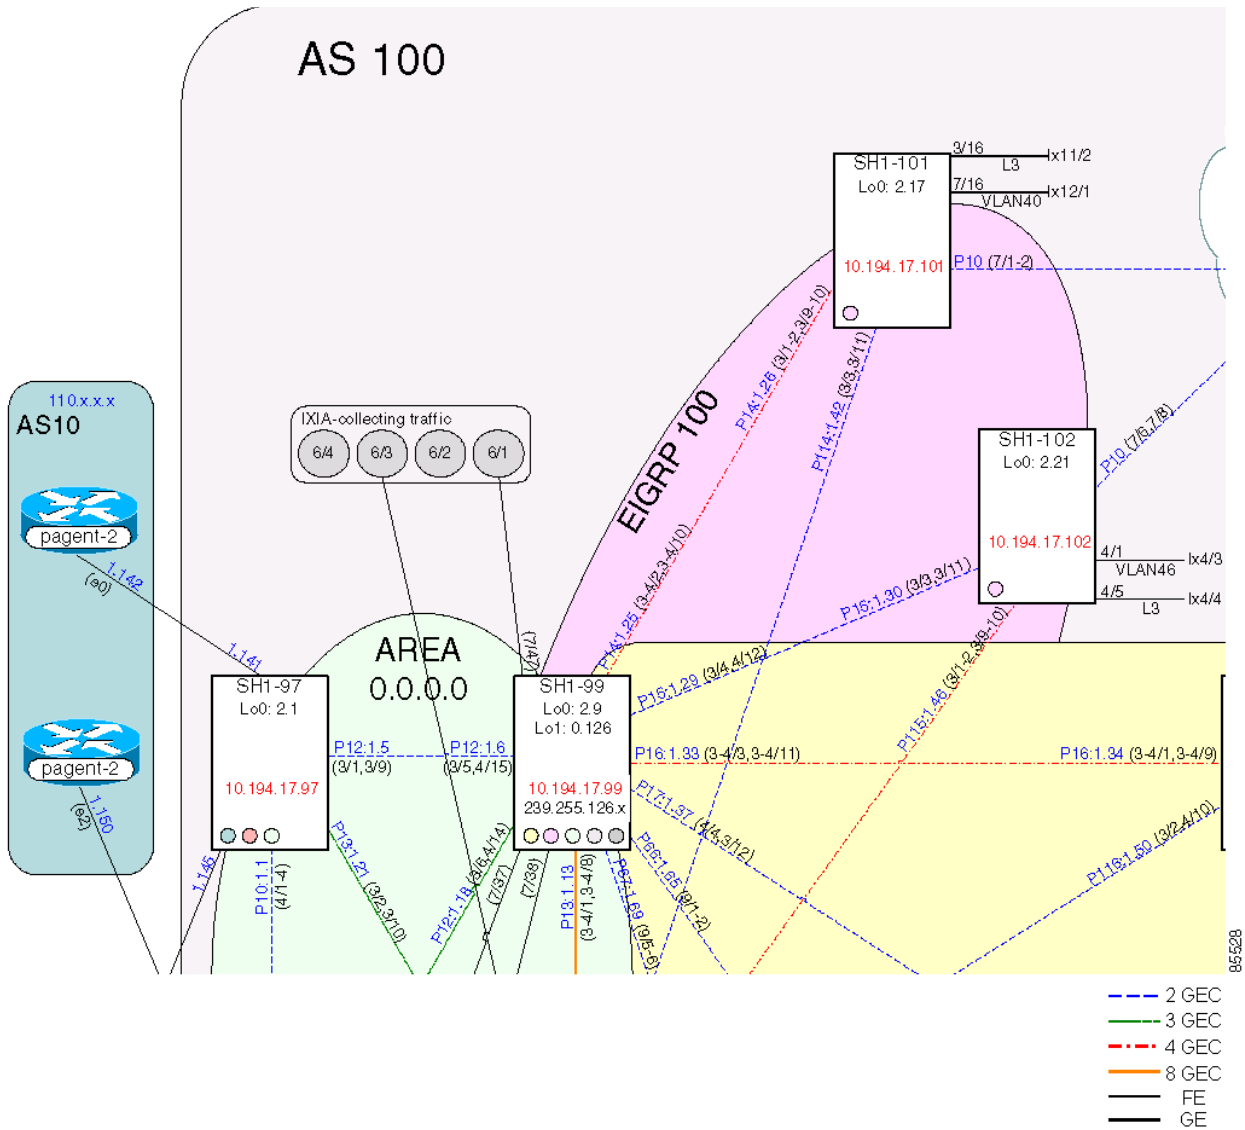 AS 100
3/16
Ix11/2
SH1-101
L3
Lo0: 2.17
7/16
Ix12/1
VLAN40
10.194.17.101
P10 (7/1-2)
P14:1.26 (3/1-2,3/9-10)
P114:1.42 (3/3,3/11)
110.x.x.x
AS10
IXIA-collecting traffic
6/4
6/3
6/2
6/1
EIGRP 100
SH1-102
Lo0: 2.21
P10 (7/6,7/8)
10.194.17.102
4/1
Ix4/3
VLAN46
4/5
Ix4/4
L3
pagent-2
1.142
(e0)
1.141
P14:1.25 (3-4/2,3-4/10)
P15:1.30 (3/3,3/11)
P15:1.29 (3/4,4/12)
P115:1.46 (3/1-2,3/9-10)
AREA
0.0.0.0
SH1-97
Lo0: 2.1
10.194.17.97
(7/47)
SH1-99
Lo0: 2.9
Lo1: 0.126
10.194.17.99
239.255.126.x
P12:1.5
(3/1,3/9)
P12:1.6
(3/5,4/15)
P16:1.33 (3-4/3,3-4/11)
P16:1.34 (3-4/1,3-4/9)
pagent-2
1.150
(e2)
1.145
P10:1.1
(4/1-4)
P13:1.21 (3/2,3/10)
P12:1.18 (3/6,4/14)
(7/37)
(7/38)
P13:1.13
(3-4/1,3-4/8)
P67:1.69 (9/5-6)
P66:1.65 (9/1-2)
P17:1.37 (4/4,3/12)
P116:1.50 (3/2,4/10)
85528
2 GEC
3 GEC
4 GEC
8 GEC
FE
GE